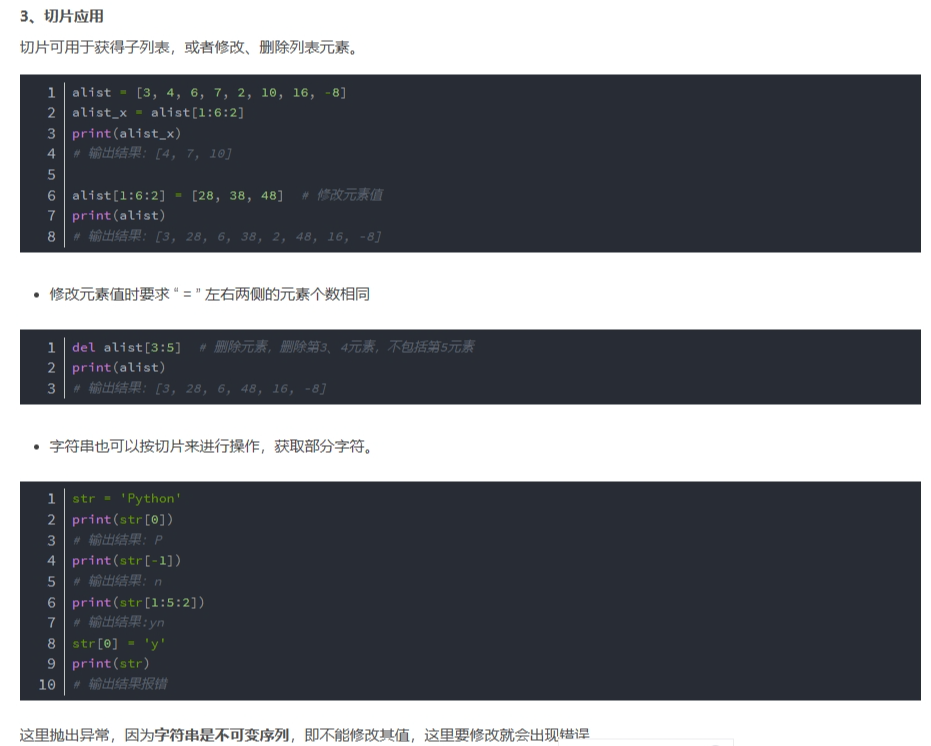 3、切片应用
切片可用于获得子列表，或者修改、删除列表元素。
1 alist = [3, 4, 6, 7, 2, 10, 16, -8]
2 alist_x = alist[1:6:2]
3 print(alist_x)
4 # 输出结果：[4, 7, 10]
5
6 alist[1:6:2] = [28, 38, 48]  # 修改元素值
7 print(alist)
8 # 输出结果：[3, 28, 6, 38, 2, 48, 16, -8]
• 修改元素值时要求 “ = ” 左右两侧的元素个数相同
1 del alist[3:5]  # 删除元素，删除第3、4元素，不包括第5元素
2 print(alist)
3 # 输出结果：[3, 28, 6, 48, 16, -8]
• 字符串也可以按切片来进行操作，获取部分字符。
1 str = 'Python'
2 print(str[0])
3 # 输出结果：P
4 print(str[-1])
5 # 输出结果：n
6 print(str[1:5:2])
7 # 输出结果:yn
8 str[0] = 'y'
9 print(str)
10 # 输出结果报错
这里抛出异常，因为字符串是不可变序列，即不能修改其值，这里要修改就会出现错误